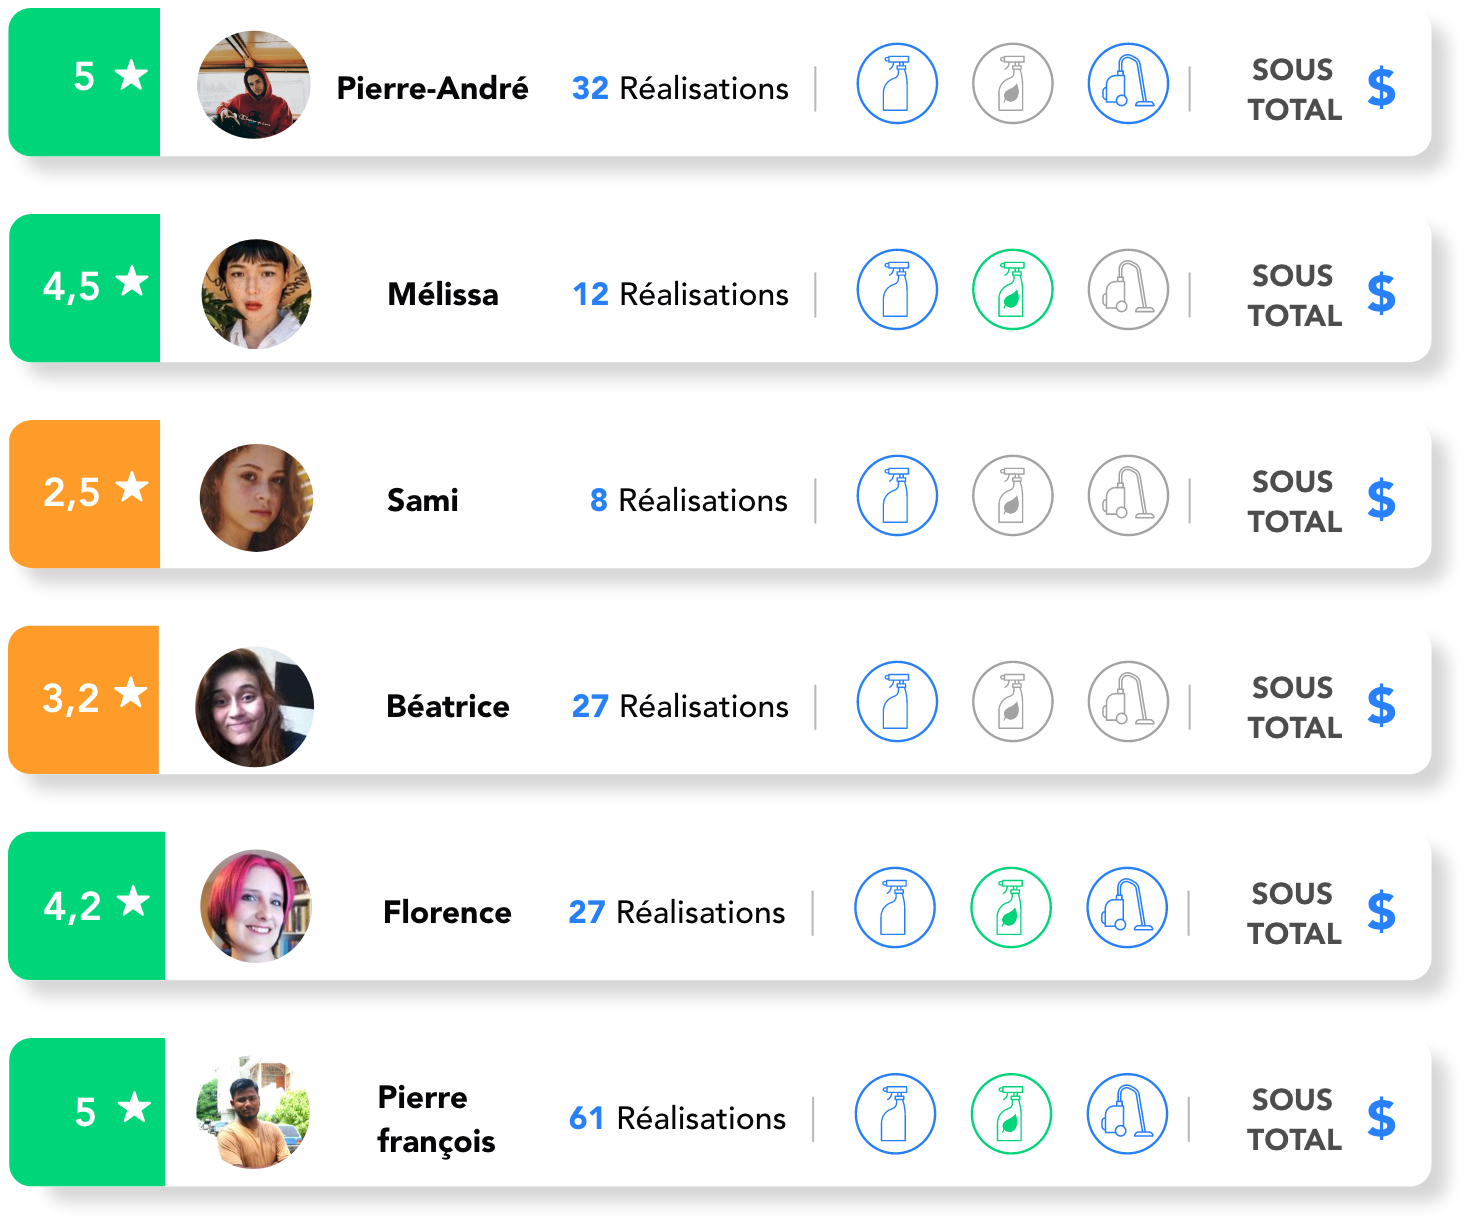 5 ★ Pierre-André 32 Réalisations SOUS
TOTAL $
4,5 ★ Mélissa 12 Réalisations SOUS
TOTAL $
2,5 ★ Sami 8 Réalisations SOUS
TOTAL $
3,2 ★ Béatrice 27 Réalisations SOUS
TOTAL $
4,2 ★ Florence 27 Réalisations SOUS
TOTAL $
5 ★ Pierre
françois 61 Réalisations SOUS
TOTAL $